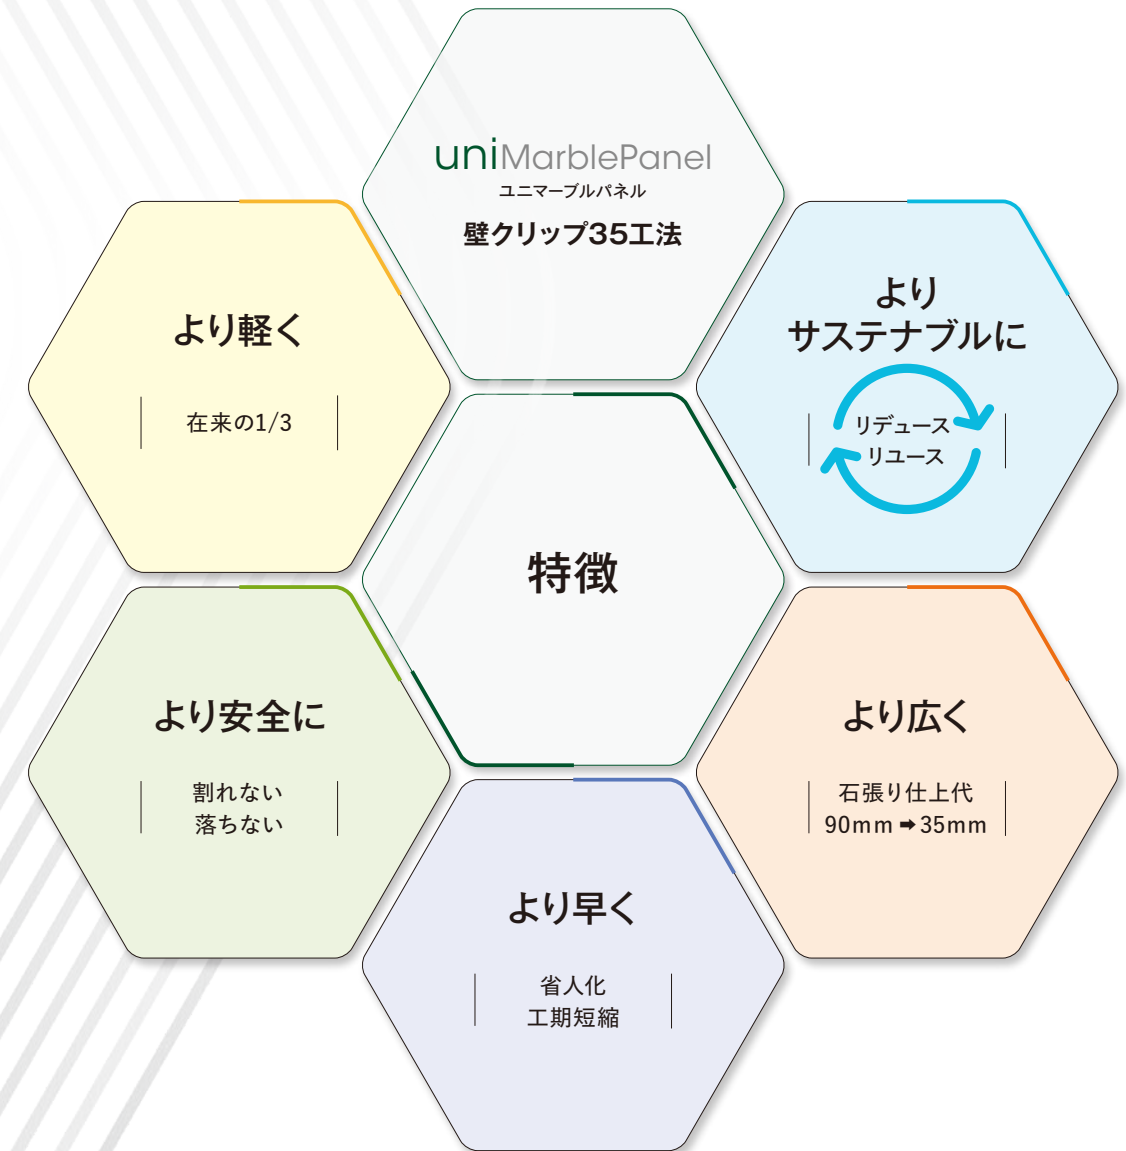 uniMarblePanel
ユニマーブルパネル
壁クリップ35工法
より軽く
在来の1/3
より
サステナブルに
リデュース
リユース
特徴
より安全に
割れない
落ちない
より広く
石張り仕上代
90mm➡35mm
より早く
省人化
工期短縮